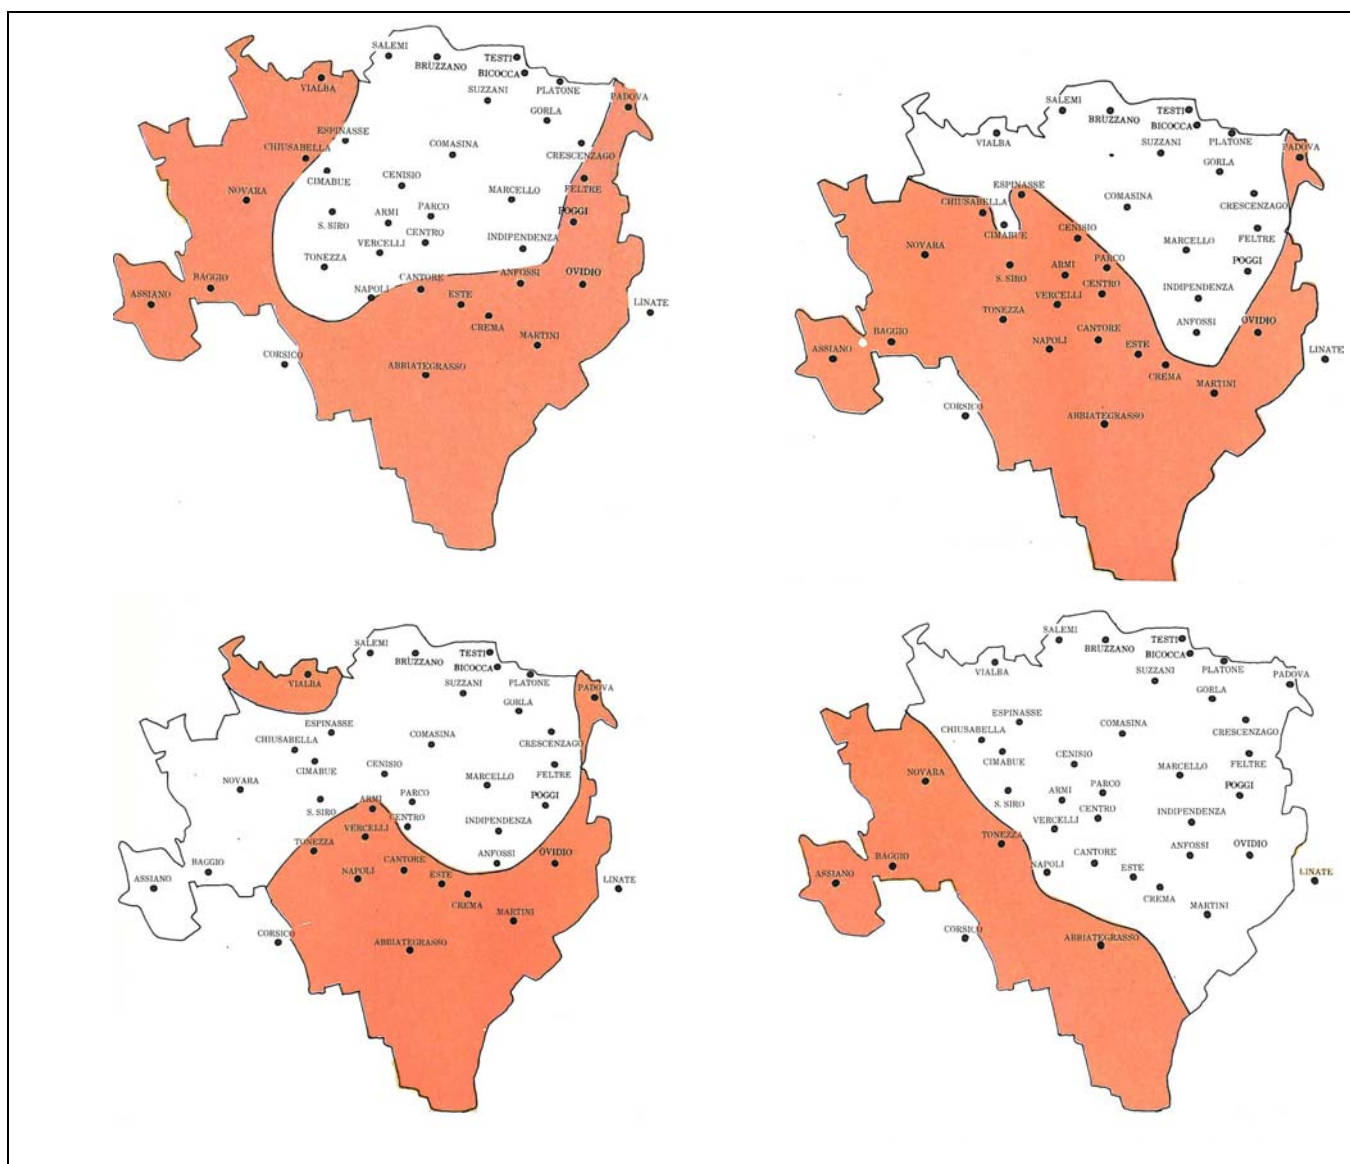 SALEMI
BRUZZANO
TESTI
BICOCCA
VIALBA
SUZZANI
PLATONE
PADOVA
GORLA
ESPINASSE
CHIUSABELLA
COMASINA
CRESCENZAGO
CIMABUE
CENISIO
FELTRE
NOVARA
MARCELLO
S. SIRO
ARMI
PARCO
POGGI
VERCELLI
CENTRO
INDIPENDENZA
TONEZZA
BAGGIO
NAPOLI
CANTORE
ANFOSSI
OVIDIO
ASSIANO
ESTE
LINATE
CREMA
MARTINI
CORSICO
ABBIATEGRASSO
SALEMI
BRUZZANO
TESTI
BICOCCA
VIALBA
SUZZANI
PLATONE
PADOVA
GORLA
ESPINASSE
CHIUSABELLA
COMASINA
CRESCENZAGO
CIMABUE
CENISIO
FELTRE
NOVARA
MARCELLO
S. SIRO
ARMI
PARCO
POGGI
VERCELLI
CENTRO
INDIPENDENZA
TONEZZA
BAGGIO
NAPOLI
CANTORE
ANFOSSI
OVIDIO
ASSIANO
ESTE
LINATE
CREMA
MARTINI
CORSICO
ABBIATEGRASSO
SALEMI
BRUZZANO
TESTI
BICOCCA
VIALBA
SUZZANI
PLATONE
PADOVA
GORLA
ESPINASSE
CHIUSABELLA
COMASINA
CRESCENZAGO
CIMABUE
CENISIO
FELTRE
NOVARA
MARCELLO
S. SIRO
ARMI
PARCO
POGGI
VERCELLI
CENTRO
INDIPENDENZA
TONEZZA
BAGGIO
NAPOLI
CANTORE
ANFOSSI
OVIDIO
ASSIANO
ESTE
LINATE
CREMA
MARTINI
CORSICO
ABBIATEGRASSO
SALEMI
BRUZZANO
TESTI
BICOCCA
VIALBA
SUZZANI
PLATONE
PADOVA
GORLA
ESPINASSE
CHIUSABELLA
COMASINA
CRESCENZAGO
CIMABUE
CENISIO
FELTRE
NOVARA
MARCELLO
S. SIRO
ARMI
PARCO
POGGI
VERCELLI
CENTRO
INDIPENDENZA
TONEZZA
BAGGIO
NAPOLI
CANTORE
ANFOSSI
OVIDIO
ASSIANO
ESTE
LINATE
CREMA
MARTINI
CORSICO
ABBIATEGRASSO